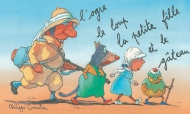 l'ogre
le loup
la petite fille
et le
gâteau
Philippe Corentin